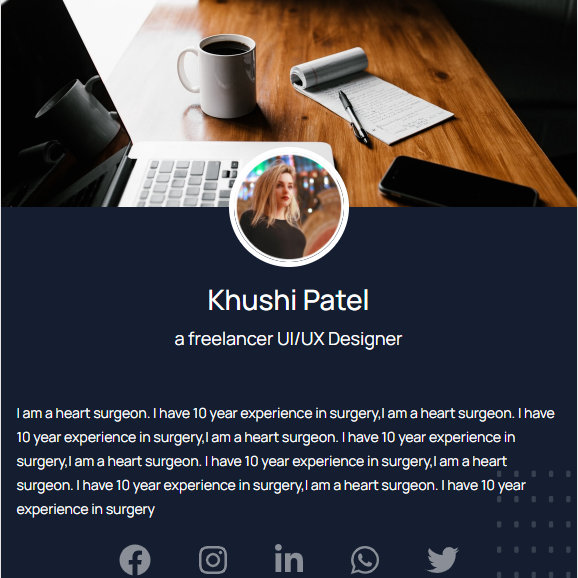 Khushi Patel
a freelancer UI/UX Designer
I am a heart surgeon. I have 10 year experience in surgery,I am a heart surgeon. I have
10 year experience in surgery,I am a heart surgeon. I have 10 year experience in
surgery,I am a heart surgeon. I have 10 year experience in surgery,I am a heart
surgeon. I have 10 year experience in surgery,I am a heart surgeon. I have 10 year
experience in surgery